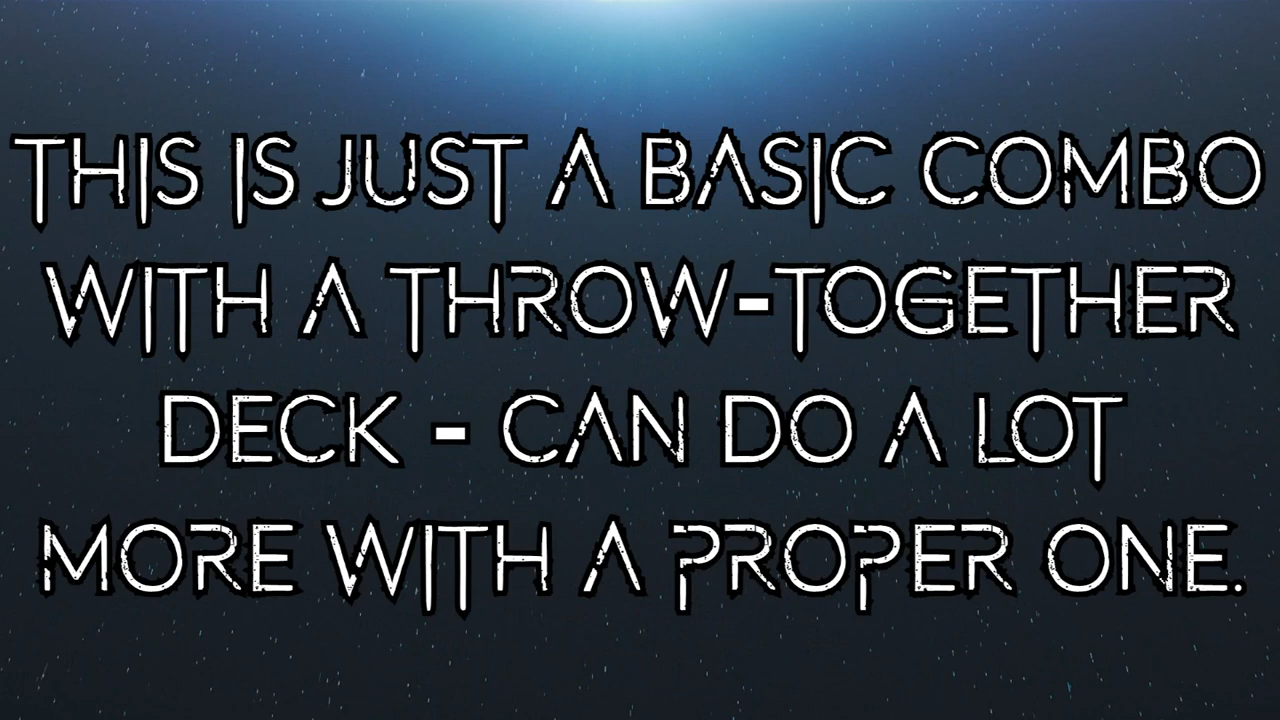 THIS IS JUST A BASIC COMBO
WITH A THROW-TOGETHER
DECK - CAN DO A LOT
MORE WITH A PROPER ONE.